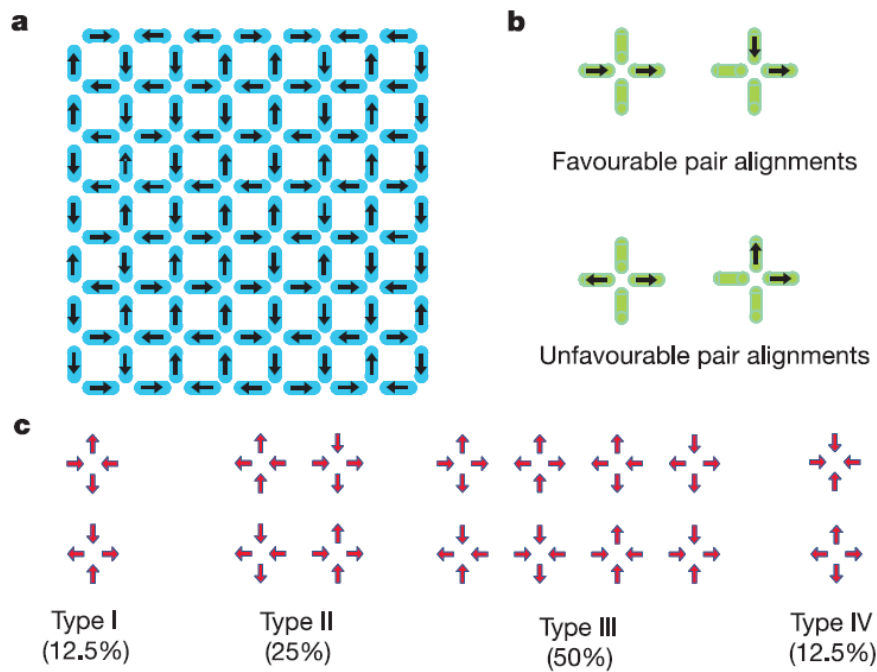 a
b
Favourable pair alignments
Unfavourable pair alignments
c
Type I
(12.5%)
Type II
(25%)
Type III
(50%)
Type IV
(12.5%)